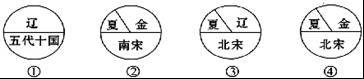 辽
五代十国
①
夏 金
南宋
②
夏 辽
北宋
③
夏 金
北宋
④